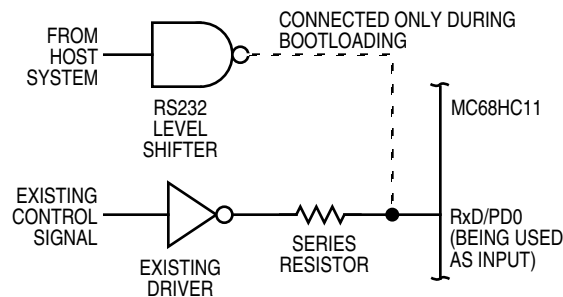 CONNECTED ONLY DURING
BOOTLOADING
FROM
HOST
SYSTEM
RS232
LEVEL
SHIFTER
MC68HC11
EXISTING
CONTROL
SIGNAL
EXISTING
DRIVER
SERIES
RESISTOR
RxD/PD0
(BEING USED
AS INPUT)